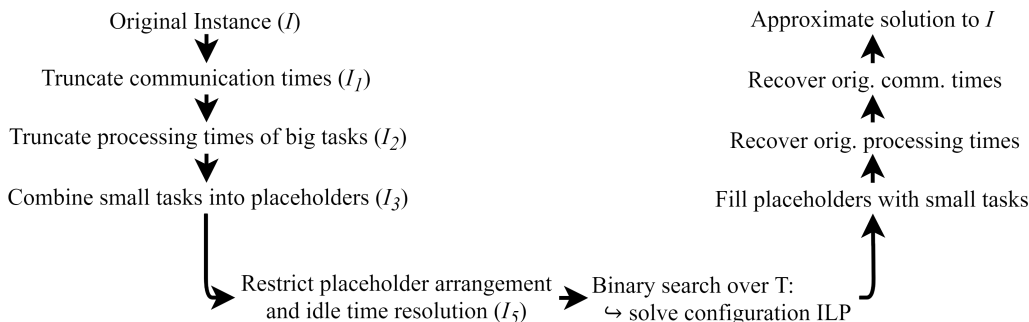 Original Instance (I)
Truncate communication times (I1)
Truncate processing times of big tasks (I2)
Combine small tasks into placeholders (I3)
Restrict placeholder arrangement
and idle time resolution (I5)
Binary search over T:
↪ solve configuration ILP
Fill placeholders with small tasks
Recover orig. processing times
Recover orig. comm. times
Approximate solution to I